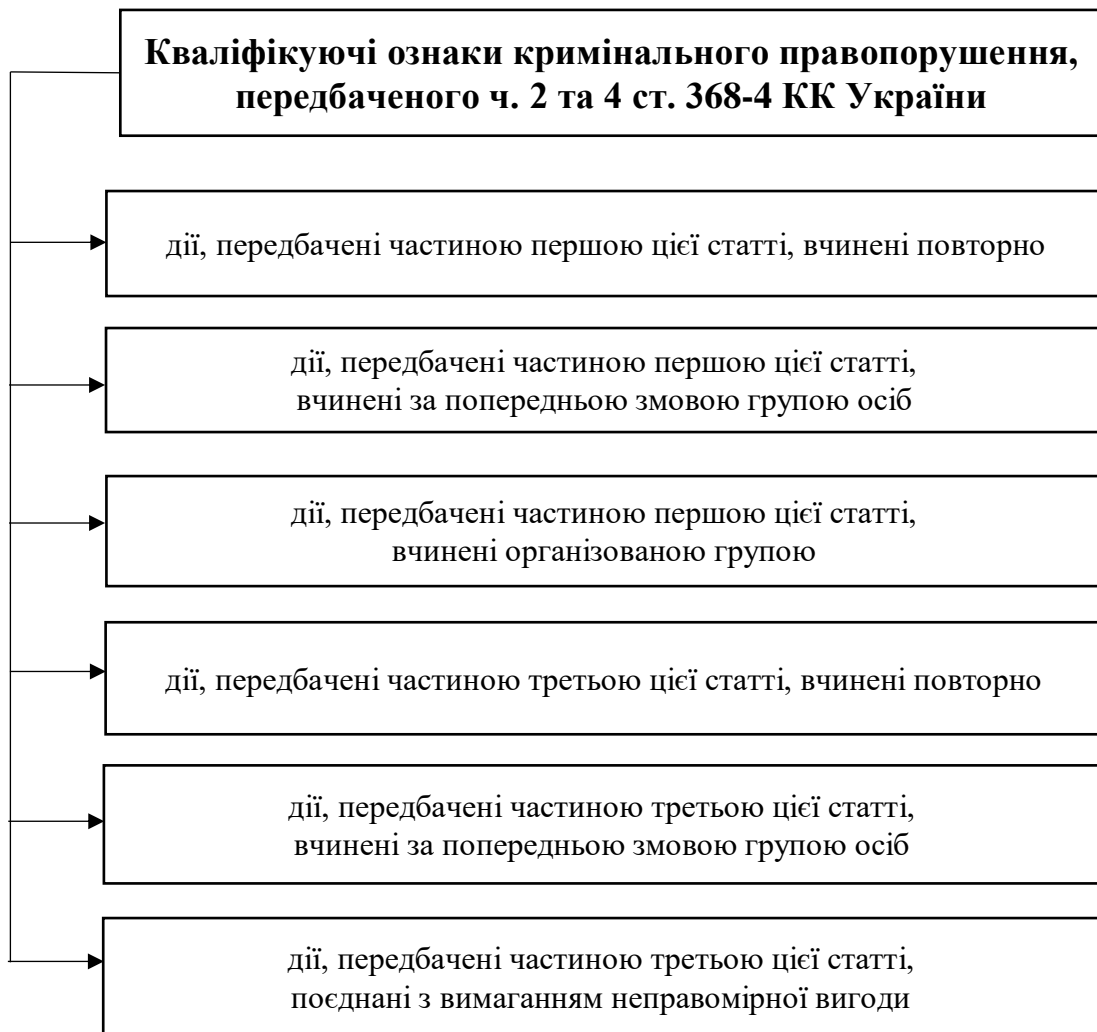 Кваліфікуючі ознаки кримінального правопорушення,
передбаченого ч. 2 та 4 ст. 368-4 КК України
дії, передбачені частиною першою цієї статті, вчинені повторно
дії, передбачені частиною першою цієї статті,
вчинені за попередньою змовою групою осіб
дії, передбачені частиною першою цієї статті,
вчинені організованою групою
дії, передбачені частиною третьою цієї статті, вчинені повторно
дії, передбачені частиною третьою цієї статті,
вчинені за попередньою змовою групою осіб
дії, передбачені частиною третьою цієї статті,
поєднані з вимаганням неправомірної вигоди